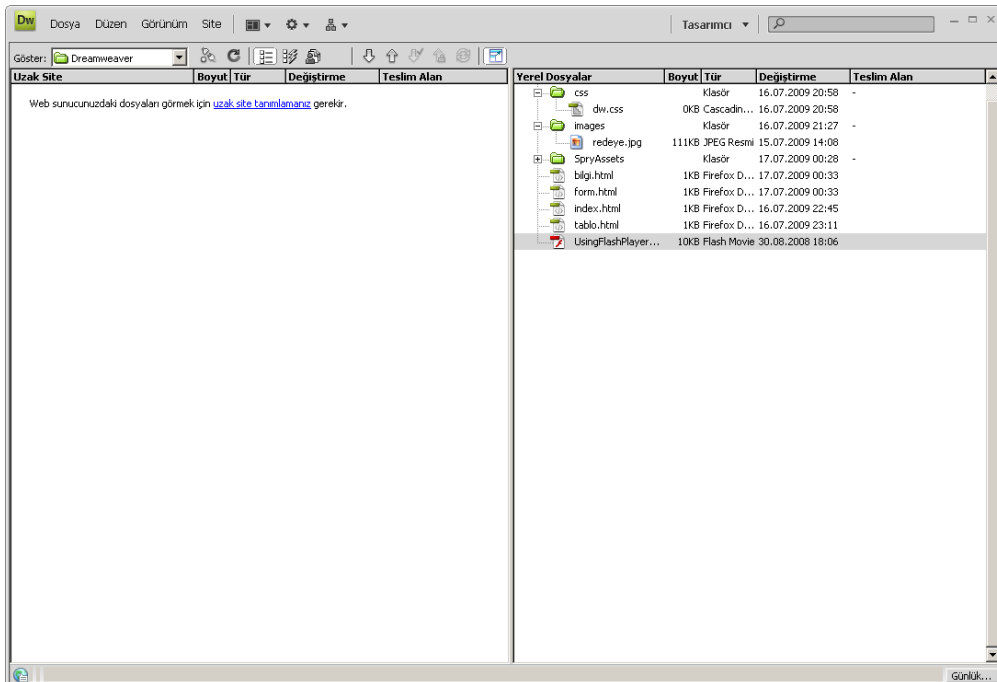 Dw Dosya Düzen Görünüm Site Tasarımcı
Göster: Dreamweaver
Uzak Site Boyut Tür Değiştirme Teslim Alan
Web sunucunuzdaki dosyaları görmek için uzak site tanımlamanız gerekir.
Yerel Dosyalar Boyut Tür Değiştirme Teslim Alan
css Klasör 16.07.2009 20:58 -
dw.css 0KB Cascadin... 16.07.2009 20:58
images Klasör 16.07.2009 21:27 -
redeye.jpg 111KB JPEG Resmi 15.07.2009 14:08
SpryAssets Klasör 17.07.2009 00:28 -
bilgi.html 1KB Firefox D... 17.07.2009 00:33
form.html 1KB Firefox D... 17.07.2009 00:33
index.html 1KB Firefox D... 16.07.2009 22:45
tablo.html 1KB Firefox D... 16.07.2009 23:11
UsingFlashPlayer... 10KB Flash Movie 30.08.2008 18:06
Günlük...